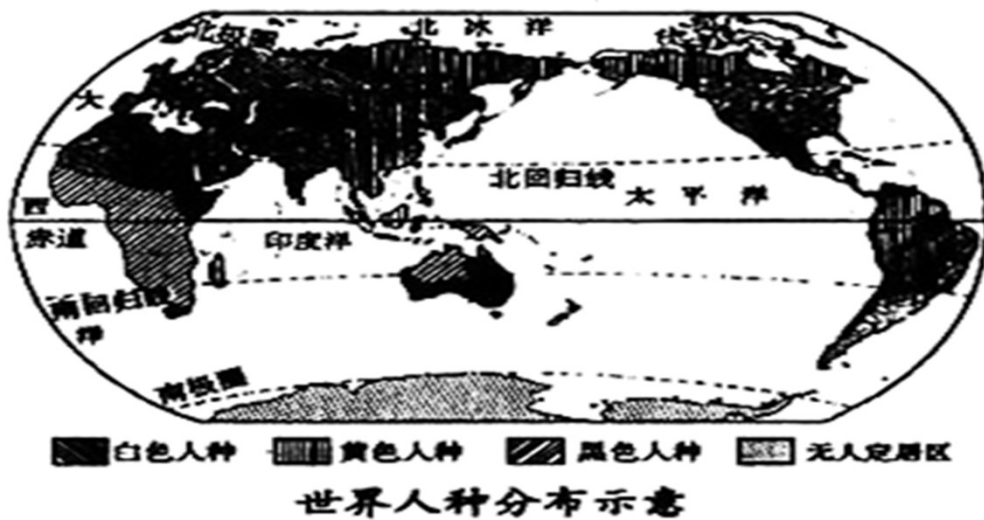 北极圈
北冰洋
大
西
洋
北回归线
太平洋
赤道
印度洋
南回归线
南极圈
白色人种 黄色人种 黑色人种 无人定居区
世界人种分布示意